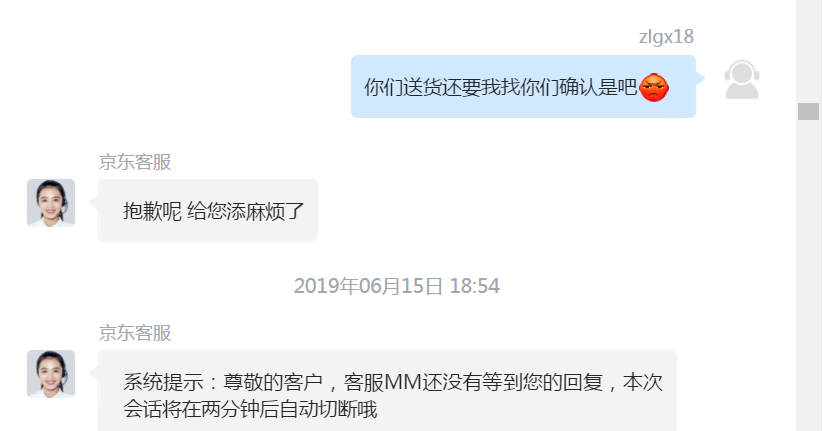 zlgx18
你们送货还要我找你们确认是吧
京东客服
抱歉呢 给您添麻烦了
2019年06月15日 18:54
京东客服
系统提示：尊敬的客户，客服MM还没有等到您的回复，本次
会话将在两分钟后自动切断哦